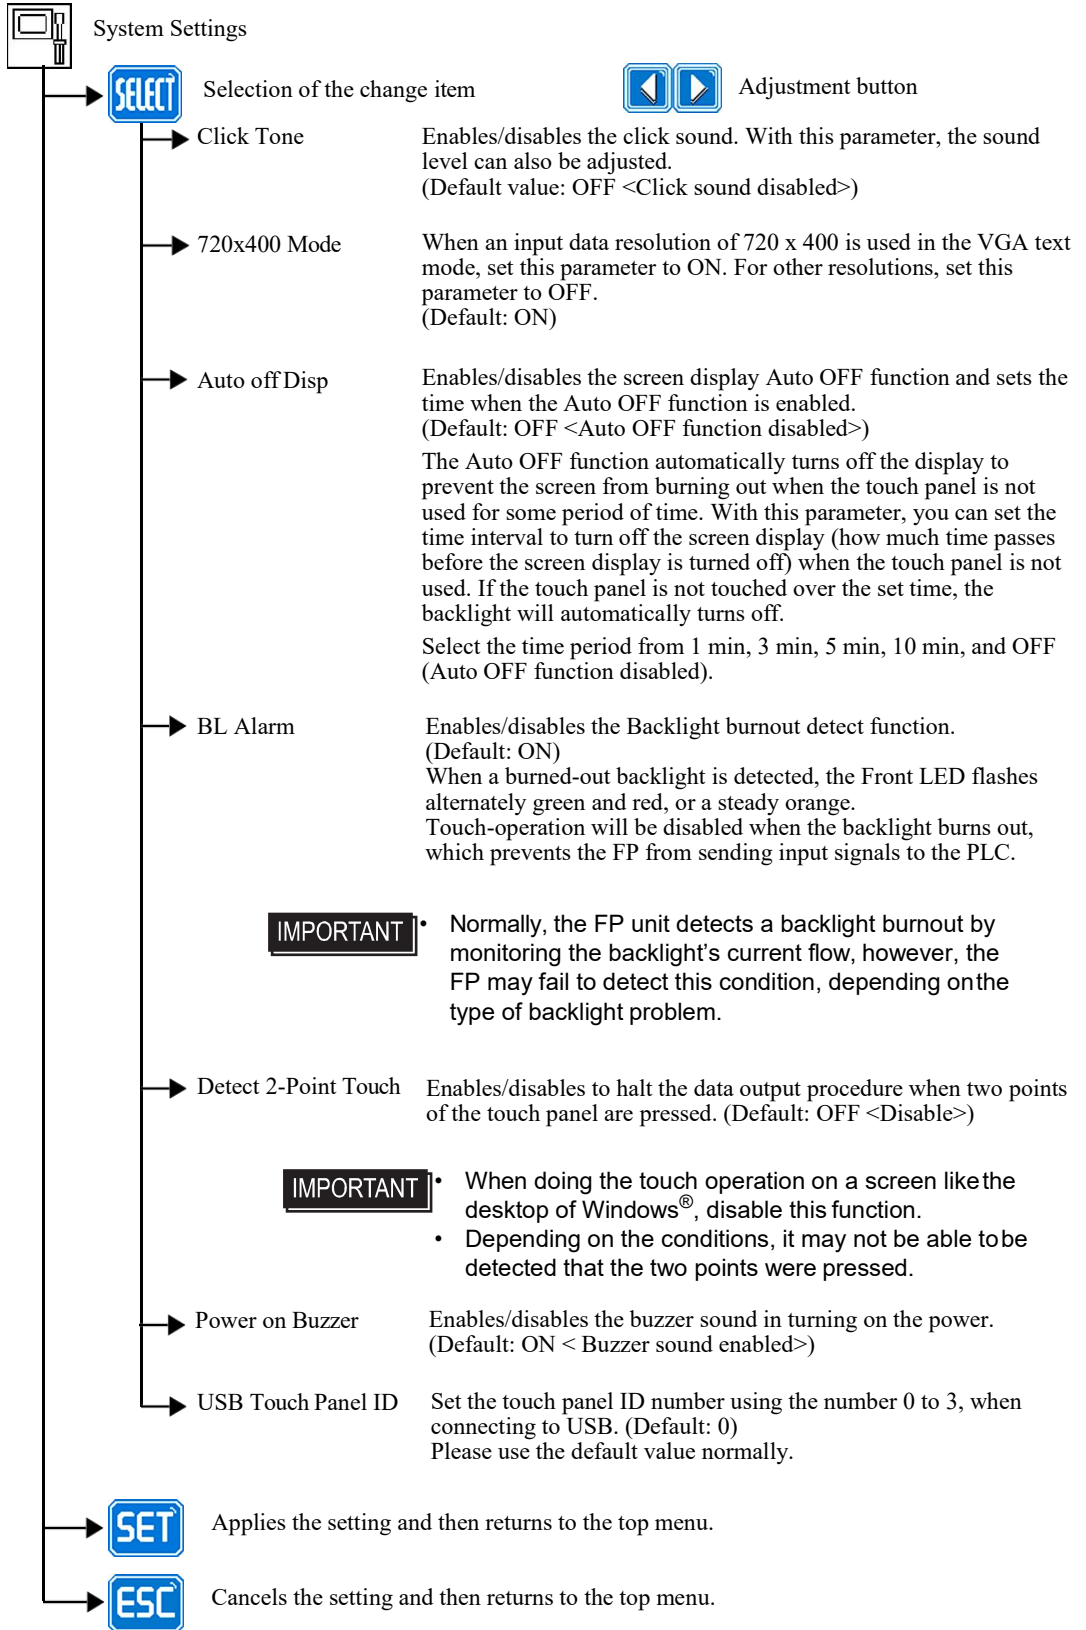 System Settings
SELECT Selection of the change item Adjustment button
Click Tone Enables/disables the click sound. With this parameter, the sound
level can also be adjusted.
(Default value: OFF <Click sound disabled>)
720x400 Mode When an input data resolution of 720 x 400 is used in the VGA text
mode, set this parameter to ON. For other resolutions, set this
parameter to OFF.
(Default: ON)
Auto off Disp Enables/disables the screen display Auto OFF function and sets the
time when the Auto OFF function is enabled.
(Default: OFF <Auto OFF function disabled>)
The Auto OFF function automatically turns off the display to
prevent the screen from burning out when the touch panel is not
used for some period of time. With this parameter, you can set the
time interval to turn off the screen display (how much time passes
before the screen display is turned off) when the touch panel is not
used. If the touch panel is not touched over the set time, the
backlight will automatically turns off.
Select the time period from 1 min, 3 min, 5 min, 10 min, and OFF
(Auto OFF function disabled).
BL Alarm Enables/disables the Backlight burnout detect function.
(Default: ON)
When a burned-out backlight is detected, the Front LED flashes
alternately green and red, or a steady orange.
Touch-operation will be disabled when the backlight burns out,
which prevents the FP from sending input signals to the PLC.
IMPORTANT • Normally, the FP unit detects a backlight burnout by
monitoring the backlight's current flow, however, the
FP may fail to detect this condition, depending on the
type of backlight problem.
Detect 2-Point Touch Enables/disables to halt the data output procedure when two points
of the touch panel are pressed. (Default: OFF <Disable>)
IMPORTANT • When doing the touch operation on a screen like the
desktop of Windows®, disable this function.
• Depending on the conditions, it may not be able to be
detected that the two points were pressed.
Power on Buzzer Enables/disables the buzzer sound in turning on the power.
(Default: ON < Buzzer sound enabled>)
USB Touch Panel ID Set the touch panel ID number using the number 0 to 3, when
connecting to USB. (Default: 0)
Please use the default value normally.
SET Applies the setting and then returns to the top menu.
ESC Cancels the setting and then returns to the top menu.